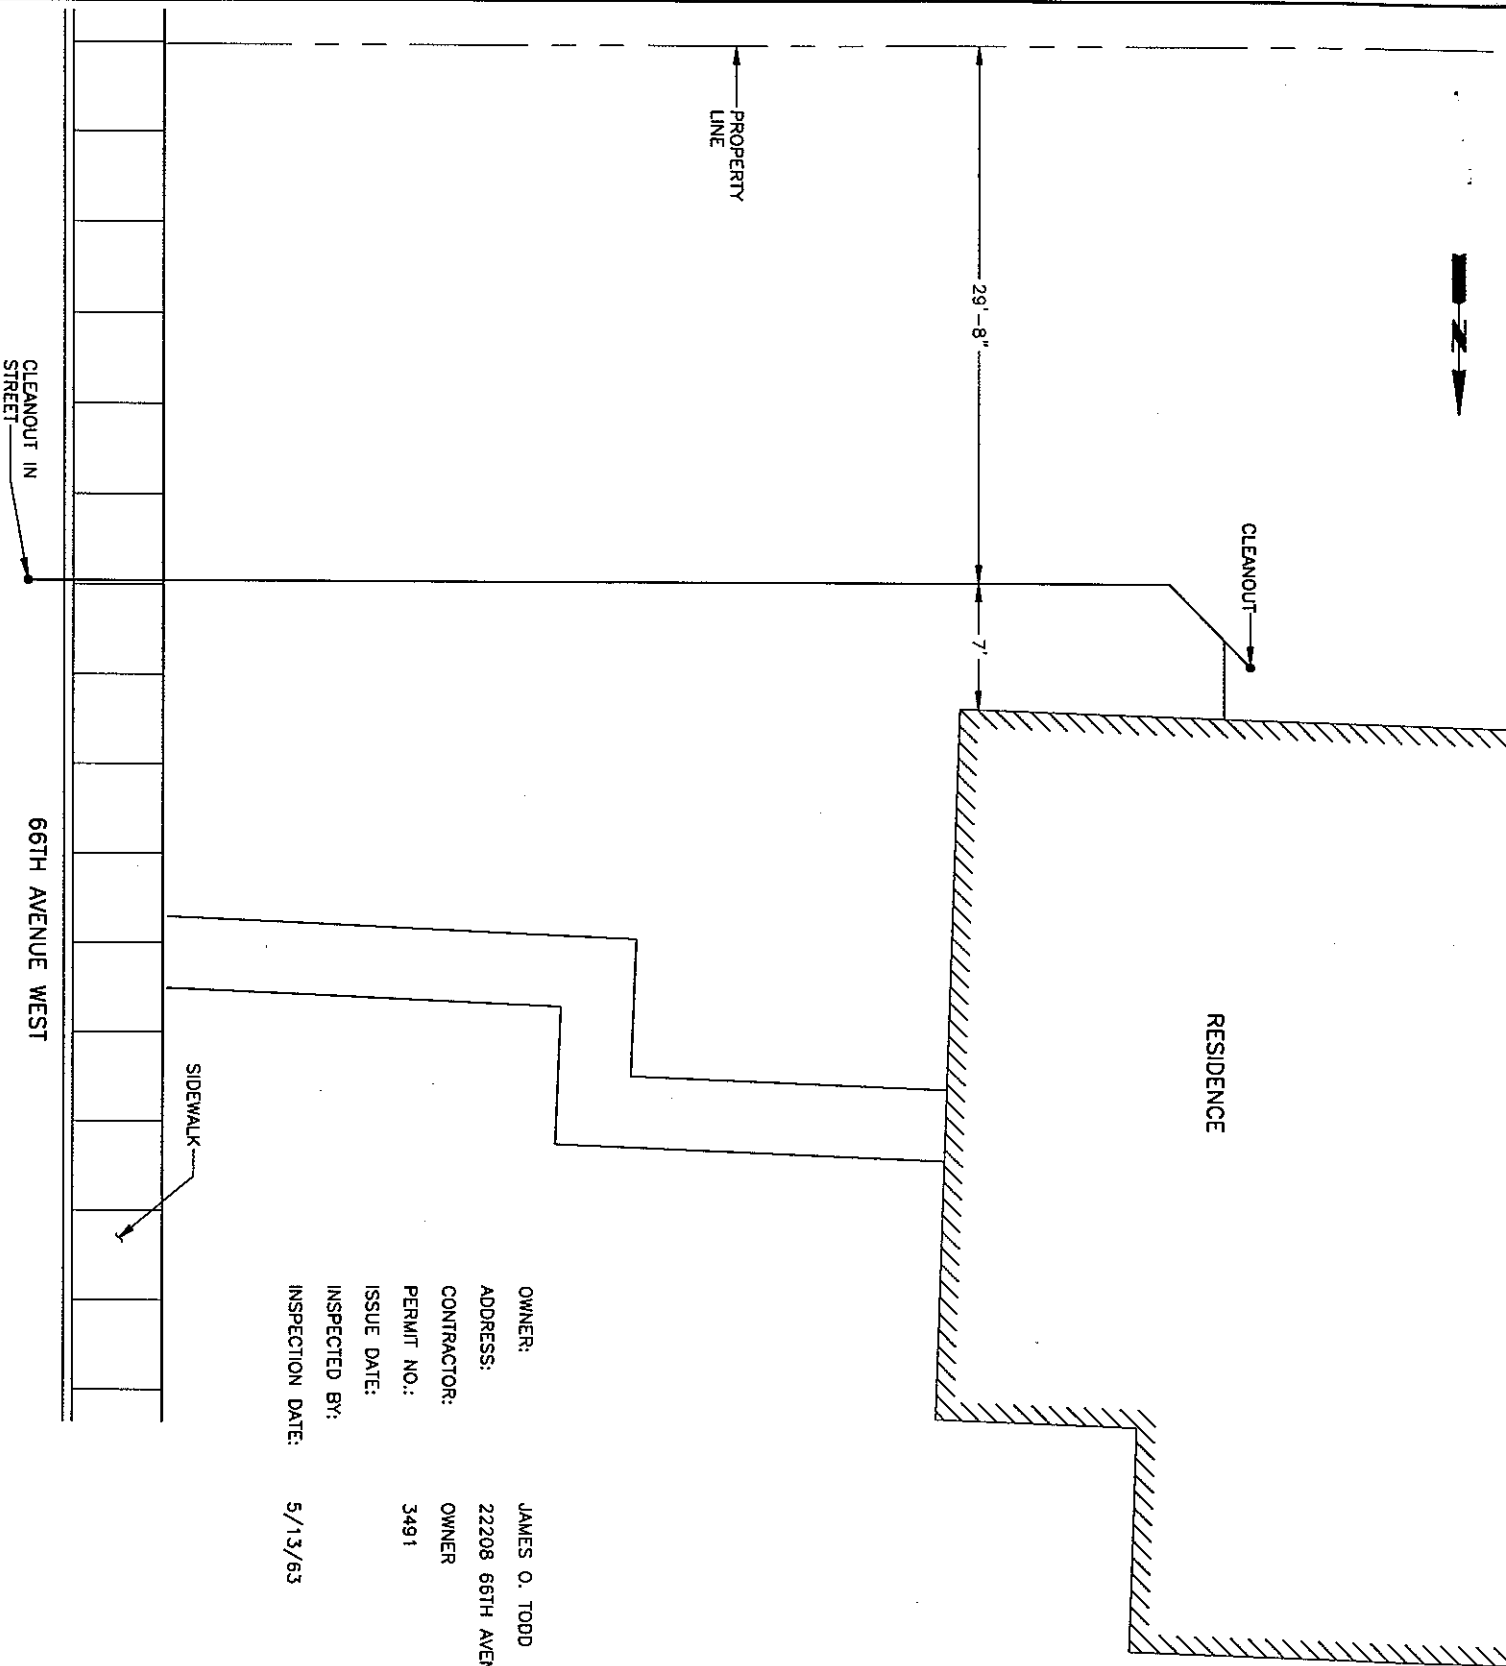 N
PROPERTY
LINE
29'-8"
CLEANOUT
7'
CLEANOUT IN
STREET
RESIDENCE
66TH AVENUE WEST
SIDEWALK
OWNER: JAMES O. TODD
ADDRESS: 22208 66TH AVEN
CONTRACTOR: OWNER
PERMIT NO.: 3491
ISSUE DATE:
INSPECTED BY:
INSPECTION DATE: 5/13/63